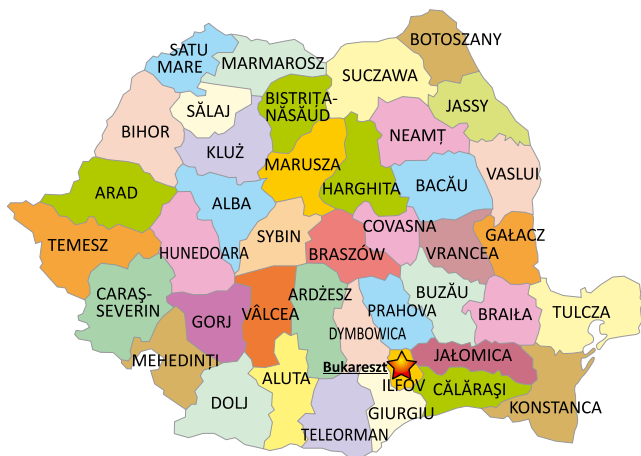 BOTOSZANY
SATU
MARE
MARMAROSZ
SUCZAWA
BISTRIȚA-
NĂSĂUD
SĂLAJ
JASSY
BIHOR
NEAMȚ
KLUŻ
MARUSZA
VASLUI
HARGHITA
BACĂU
ARAD
ALBA
COVASNA
GAŁACZ
SYBIN
TEMESZ
HUNEDOARA
BRASZÓW
VRANCEA
CARAŞ-
SEVERIN
ARDŻESZ
BUZĂU
PRAHOVA
GORJ
VÂLCEA
BRAIŁA
TULCZA
DYMBOWICA
MEHEDINTI
JAŁOMICA
Bukareszt
ILFOV
ALUTA
CĂLĂRAŞI
DOLJ
GIURGIU
KONSTANCA
TELEORMAN